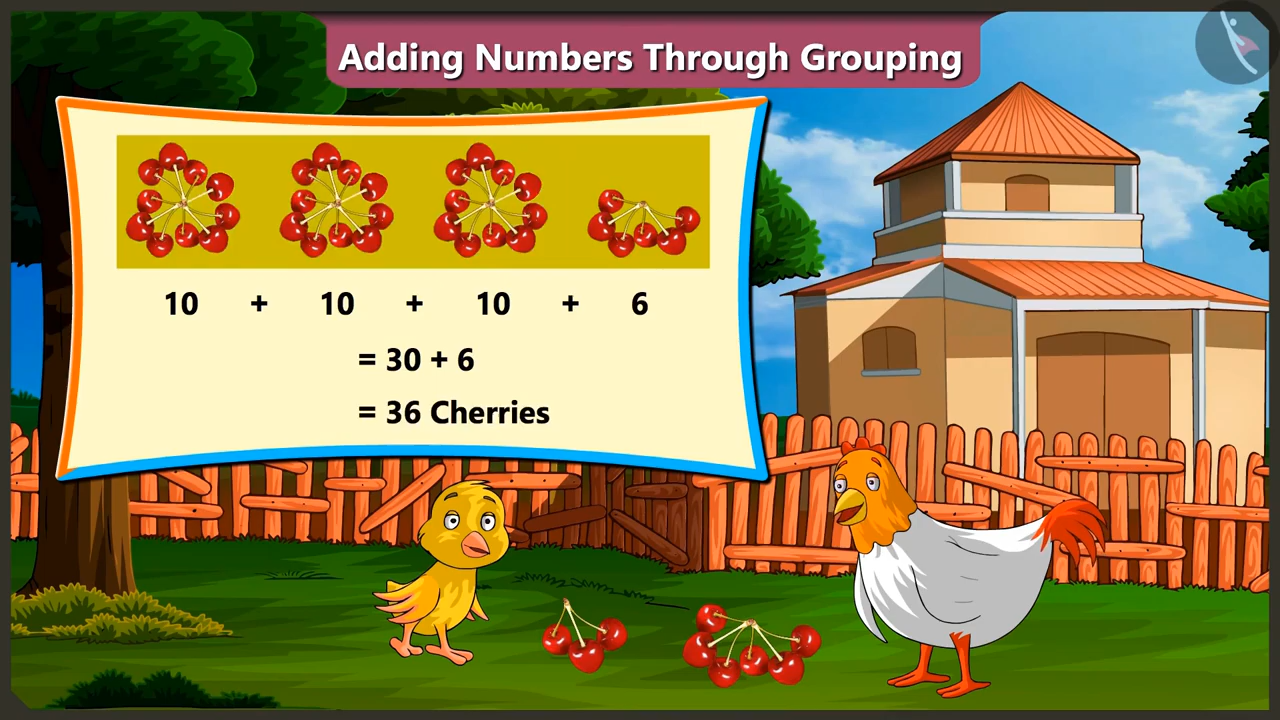 Adding Numbers Through Grouping
10 + 10 + 10 + 6
= 30 + 6
= 36 Cherries